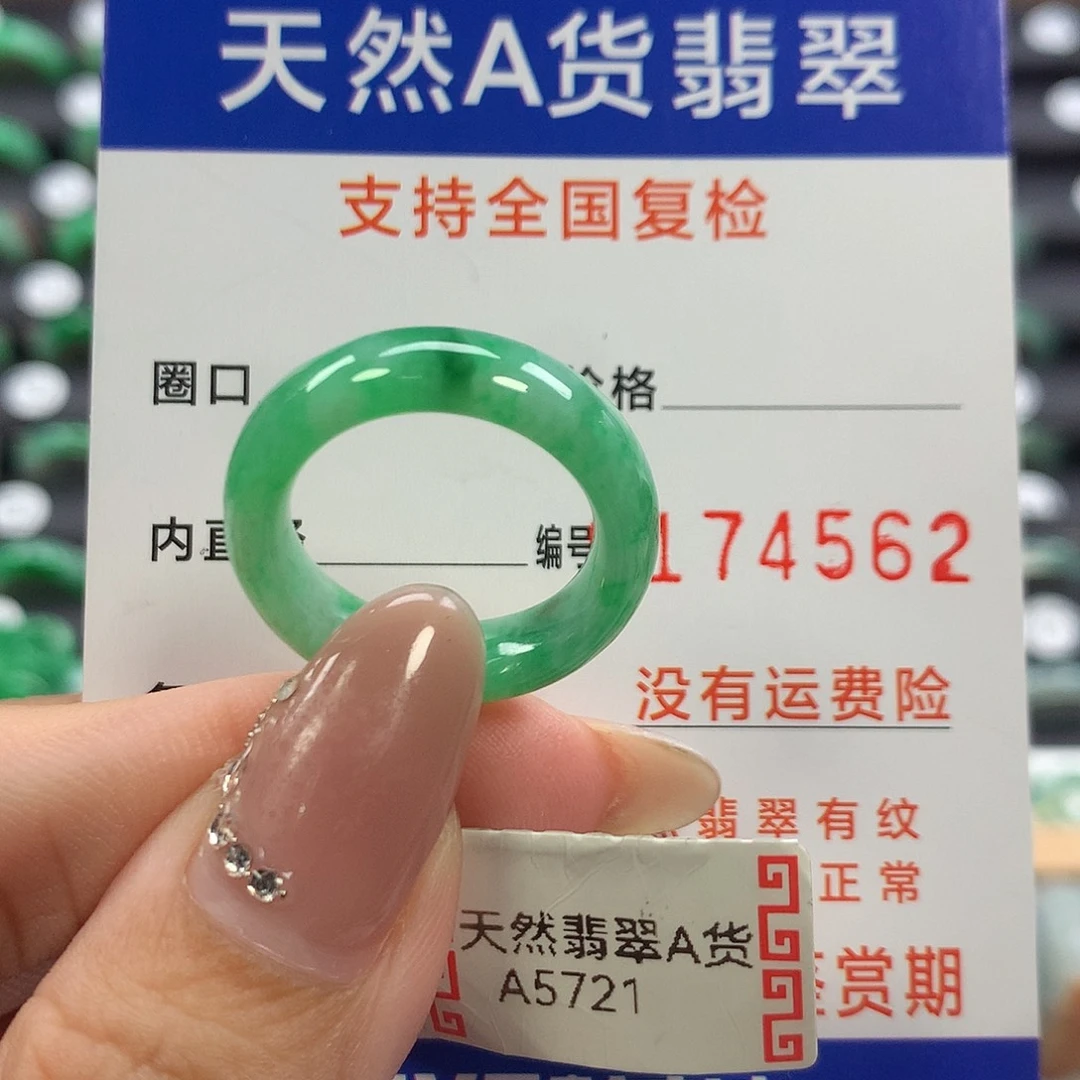 天然A货翡翠
支持全国复检
圈口 价格
内直径 编号 174562
没有运费险
翡翠有纹
正常
鉴赏期
天然翡翠A货
A5721